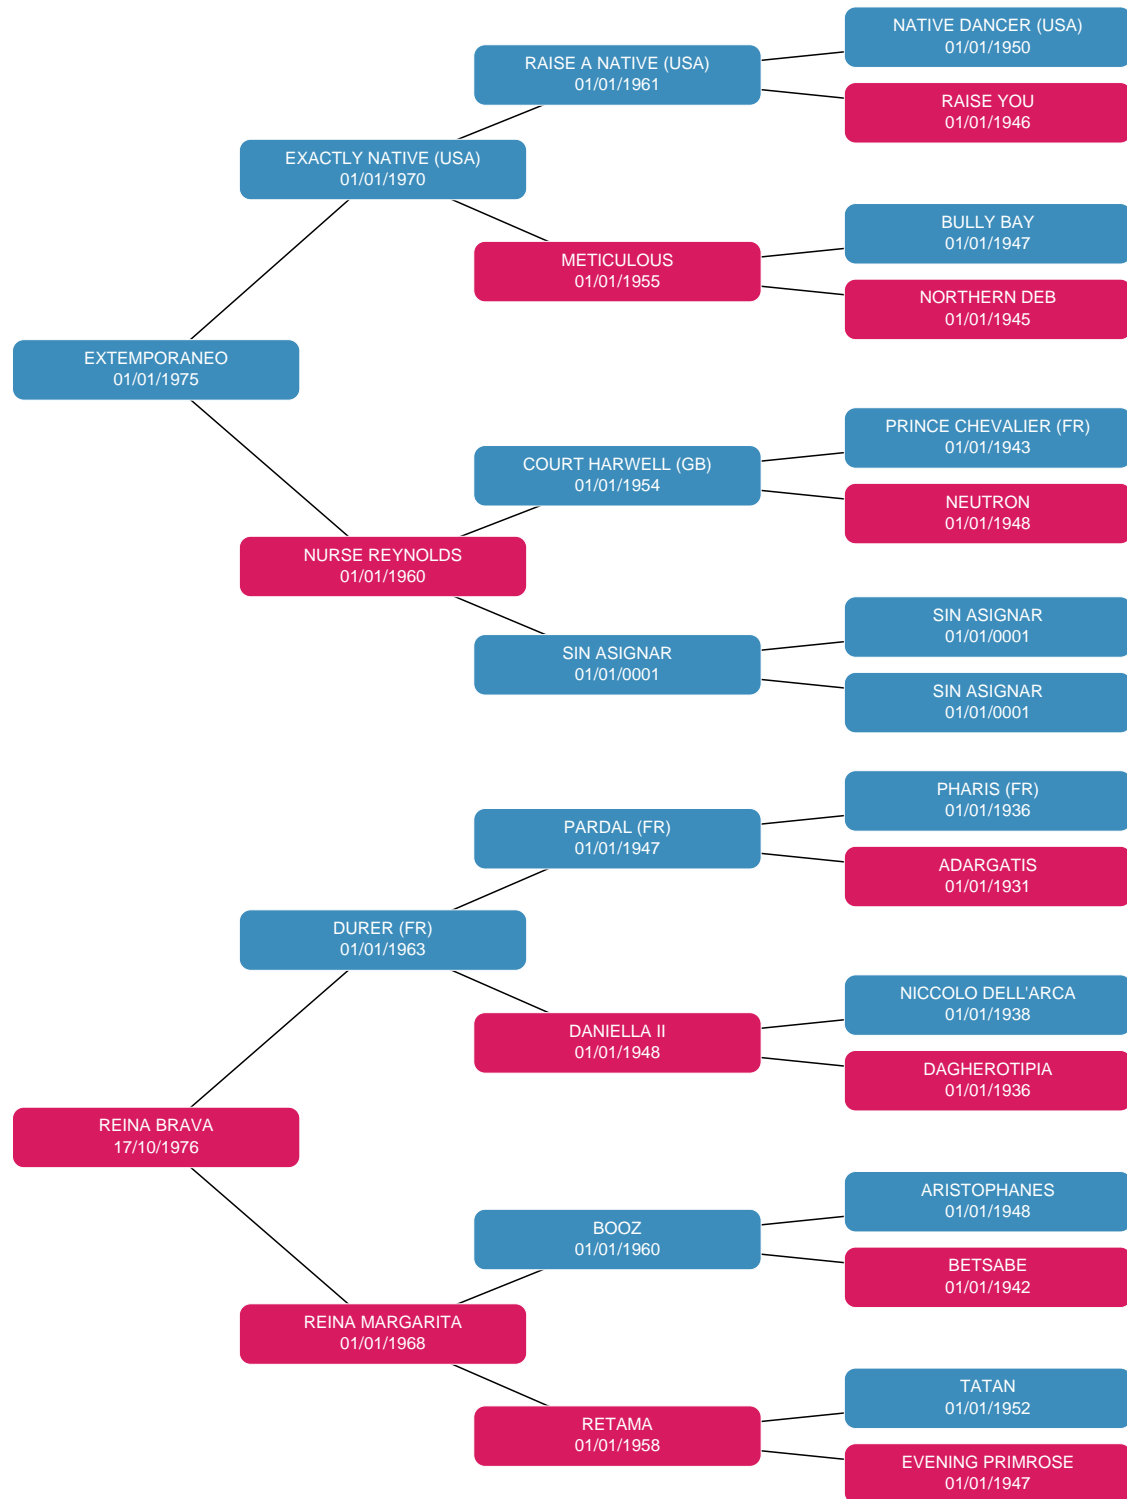 NATIVE DANCER (USA)
01/01/1950
RAISE A NATIVE (USA)
01/01/1961
RAISE YOU
01/01/1946
EXACTLY NATIVE (USA)
01/01/1970
BULLY BAY
01/01/1947
METICULOUS
01/01/1955
NORTHERN DEB
01/01/1945
EXTEMPORANEO
01/01/1975
PRINCE CHEVALIER (FR)
01/01/1943
COURT HARWELL (GB)
01/01/1954
NEUTRON
01/01/1948
NURSE REYNOLDS
01/01/1960
SIN ASIGNAR
01/01/0001
SIN ASIGNAR
01/01/0001
SIN ASIGNAR
01/01/0001
PHARIS (FR)
01/01/1936
PARDAL (FR)
01/01/1947
ADARGATIS
01/01/1931
DURER (FR)
01/01/1963
NICCOLO DELL'ARCA
01/01/1938
DANIELLA II
01/01/1948
DAGHEROTIPIA
01/01/1936
REINA BRAVA
17/10/1976
ARISTOPHANES
01/01/1948
BOOZ
01/01/1960
BETSABE
01/01/1942
REINA MARGARITA
01/01/1968
TATAN
01/01/1952
RETAMA
01/01/1958
EVENING PRIMROSE
01/01/1947